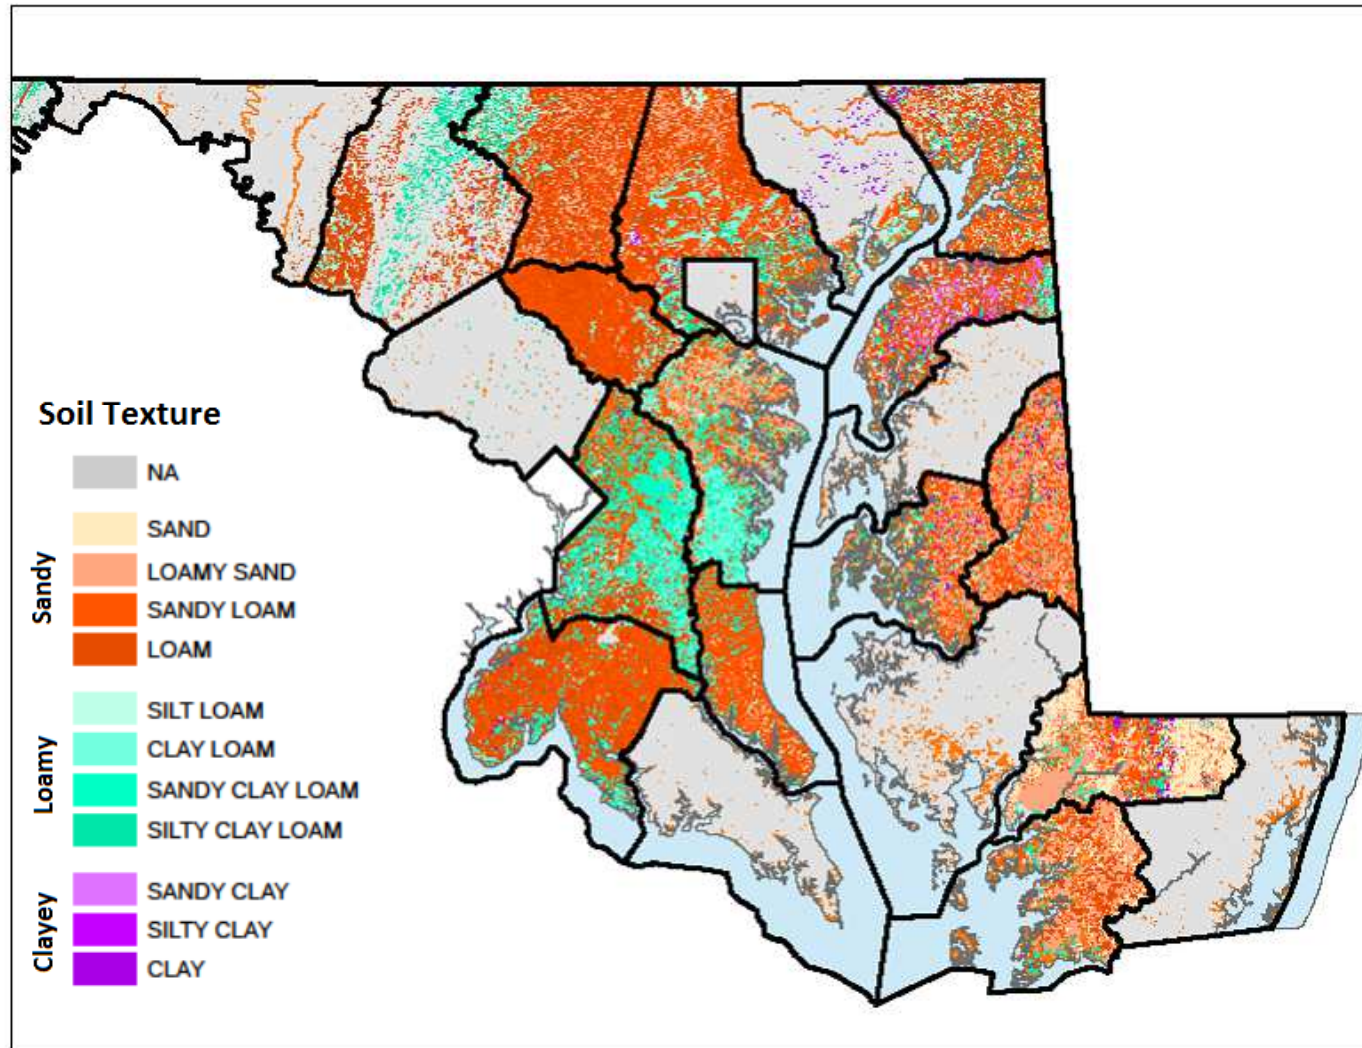 Soil Texture
NA
Sandy
SAND
LOAMY SAND
SANDY LOAM
LOAM
Loamy
SILT LOAM
CLAY LOAM
SANDY CLAY LOAM
SILTY CLAY LOAM
Clayey
SANDY CLAY
SILTY CLAY
CLAY